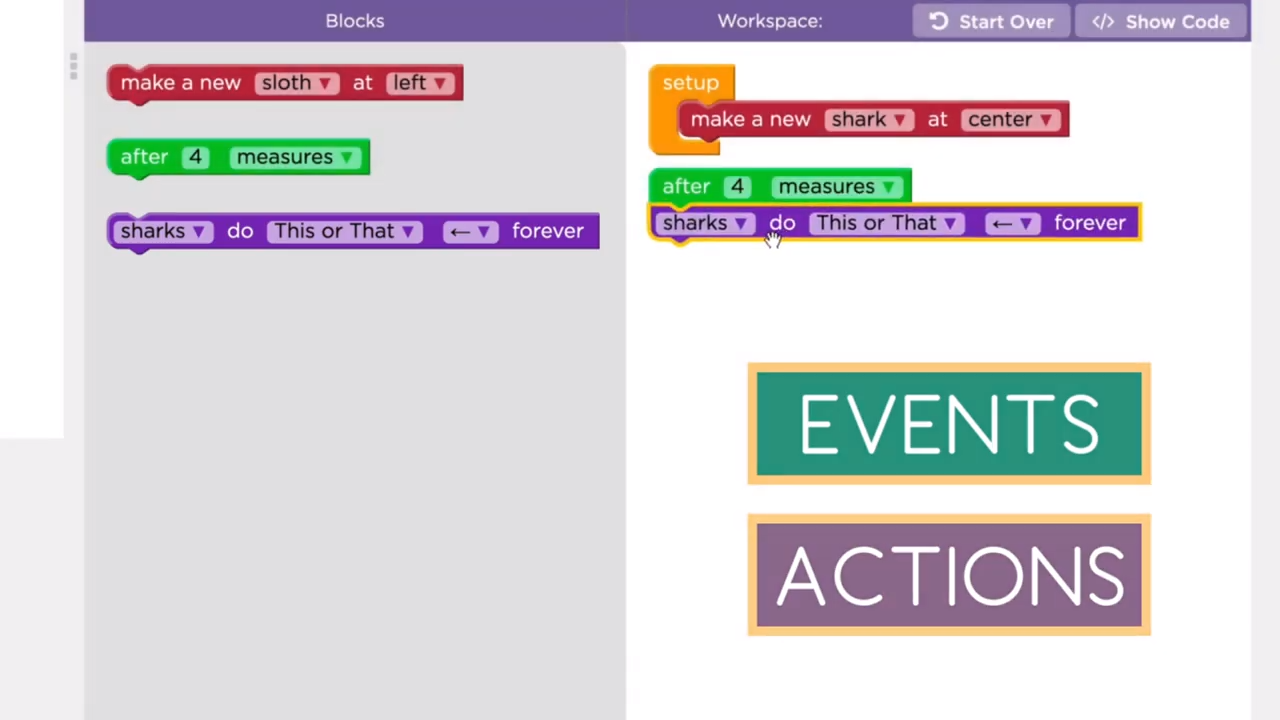 Blocks
Workspace:
Start Over
</> Show Code
make a new sloth ▼ at left ▼
after 4 measures ▼
sharks ▼ do This or That ▼ ← ▼ forever
setup
make a new shark ▼ at center ▼
after 4 measures ▼
sharks ▼ do This or That ▼ ← ▼ forever
EVENTS
ACTIONS